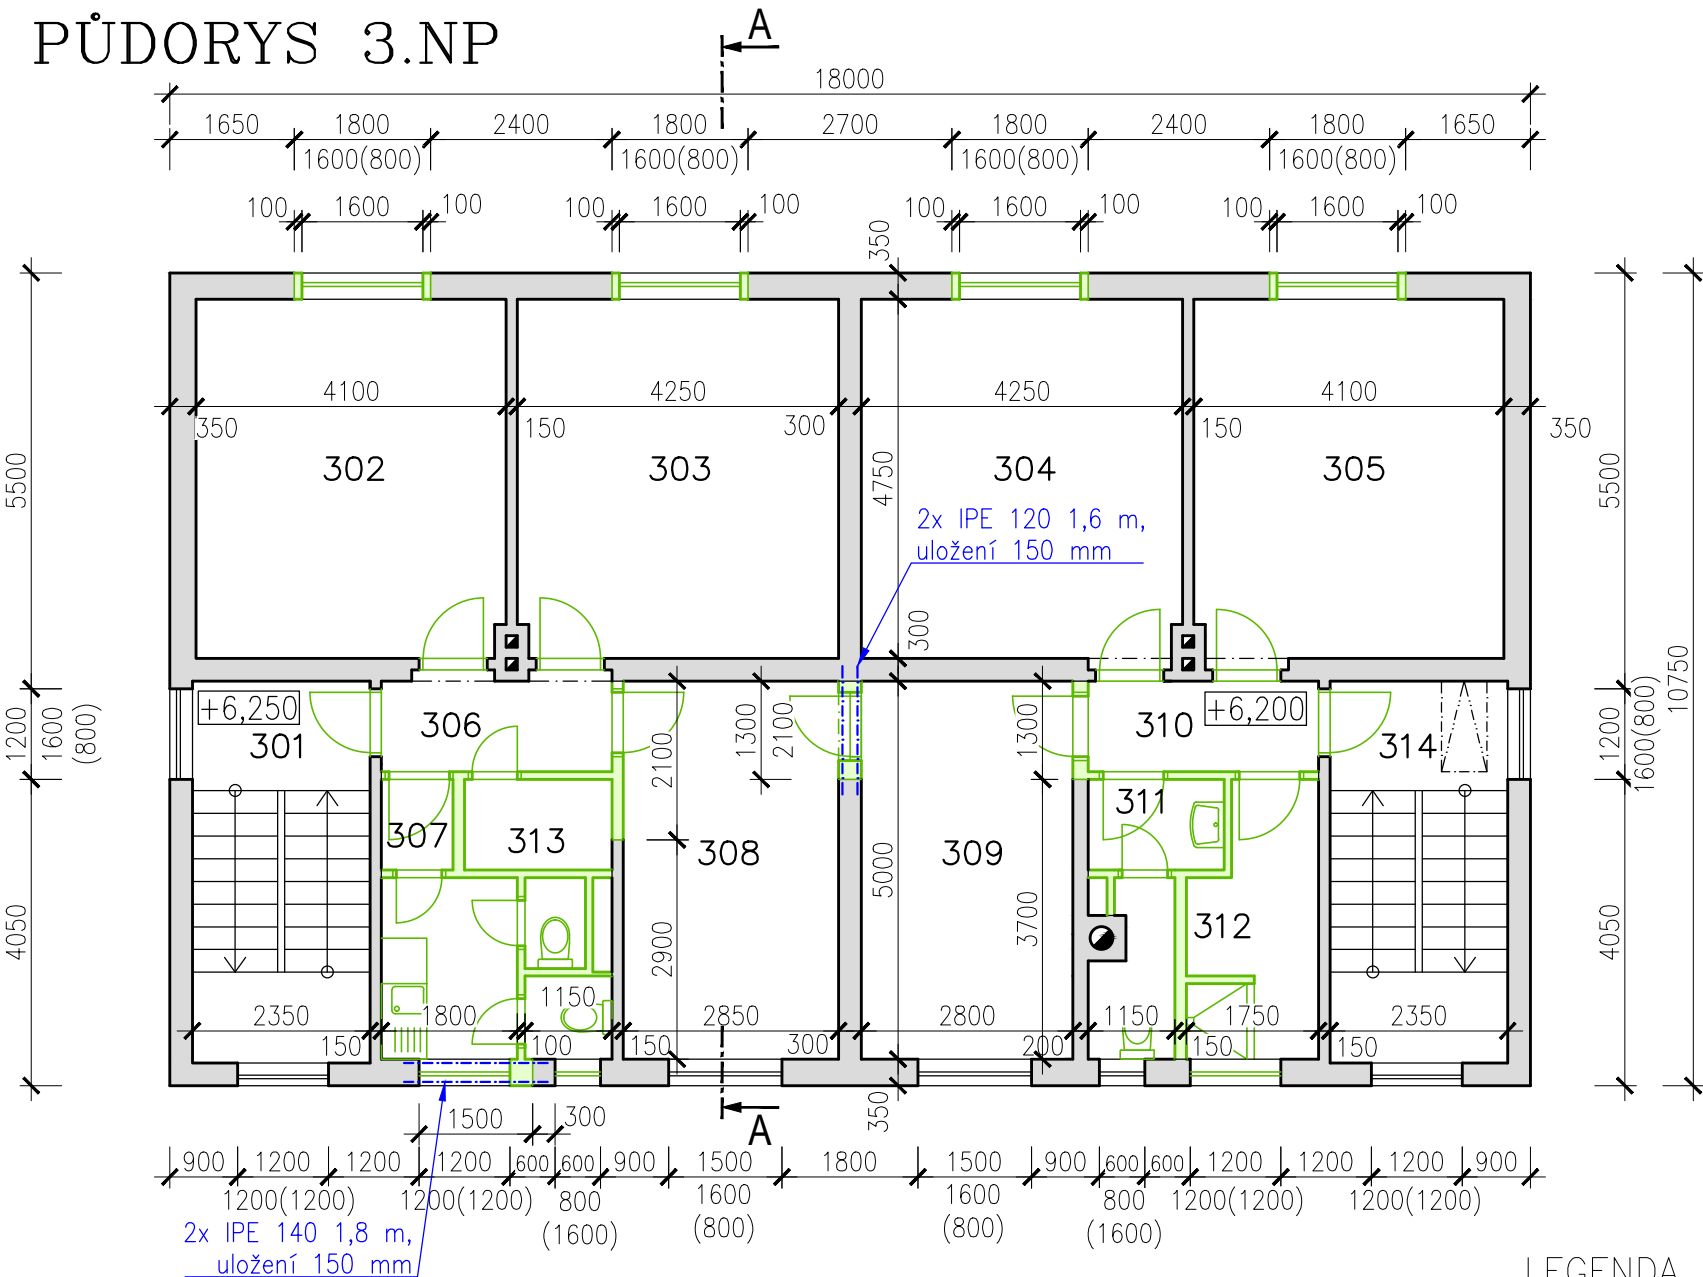 PŮDORYS 3.NP
A
18000
1650 1800 2400 1800 2700 1800 2400 1800 1650
1600(800) 1600(800) 1600(800) 1600(800)
100 1600 100 100 1600 100 100 1600 100 100 1600 100
350
4100 4250 4250 4100
350 150 300 150 350
302 303 304 305
5500 4750 5500
10750
2x IPE 120 1,6 m,
uložení 150 mm
300
+6,250 +6,200
301 306 310 314
1200 1600 (800) 2100 1300 2100 1300 1200 1600(800)
307 313 308 309 311
312
4050 2900 5000 3700 4050
1150
2350 1800 2850 2800 1150 1750 2350
150 100 150 300 200 150 150
1500 300 350
A
900 1200 1200 1200 600 600 900 1500 1800 1500 900 600 600 1200 1200 1200 900
1200(1200) 1200(1200) 800 1600 1600 800 1200(1200) 1200(1200)
(1600) (800) (800) (1600)
2x IPE 140 1,8 m,
uložení 150 mm
LEGENDA